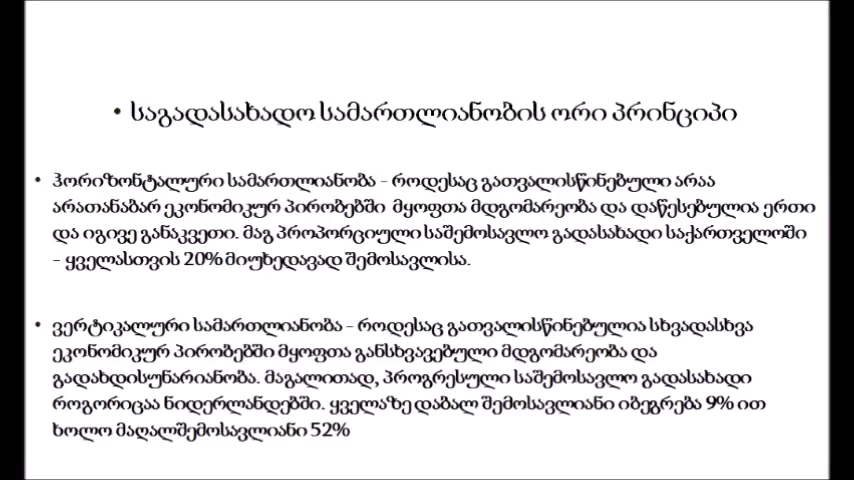 • საგადასახადო სამართლიანობის ორი პრინციპი
• ჰორიზონტალური სამართლიანობა - როდესაც გათვალისწინებული არაა
არათანაბარ ეკონომიკურ პირობებში მყოფთა მდგომარეობა და დაწესებულია ერთი
და იგივე განაკვეთი. მაგ პროპორციული საშემოსავლო გადასახადი საქართველოში
- ყველასთვის 20% მიუხედავად შემოსავლისა.
• ვერტიკალური სამართლიანობა - როდესაც გათვალისწინებულია სხვადასხვა
ეკონომიკურ პირობებში მყოფთა განსხვავებული მდგომარეობა და
გადახდისუნარიანობა. მაგალითად, პროგრესული საშემოსავლო გადასახადი
როგორიცაა ნიდერლანდებში. ყველაზე დაბალ შემოსავლიანი იბეგრება 9% ით
ხოლო მაღალშემოსავლიანი 52%